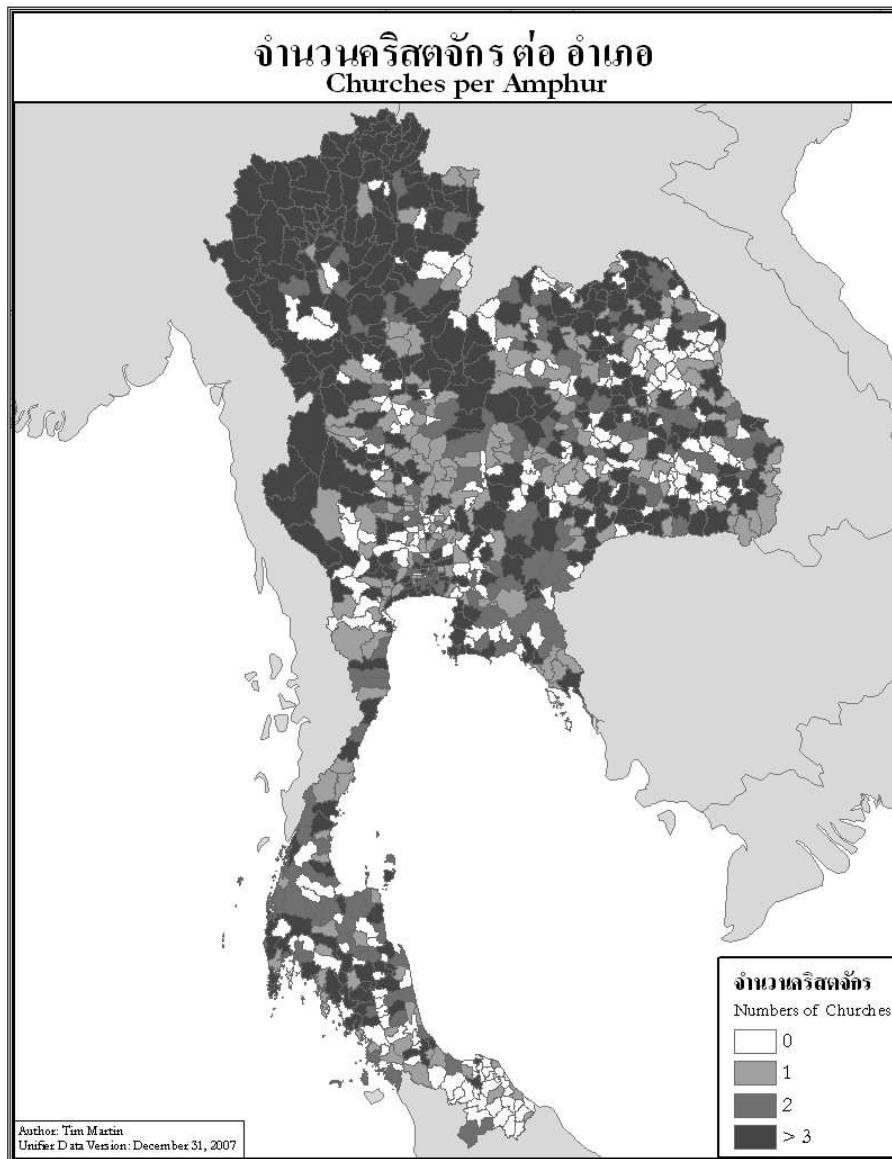 จำนวนคริสตจักร ต่อ อำเภอ
Churches per Amphur
จำนวนคริสตจักร
Numbers of Churches
0
1
2
> 3
Author: Tim Martin
Unifier Data Version: December 31, 2007